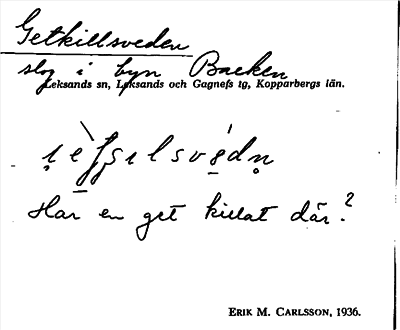 Getkillsveden
slog i byn Backen
Leksands sn, Leksands och Gagnefs tg, Kopparbergs län.
Har en get killat där?
ERIK M. CARLSSON, 1936.